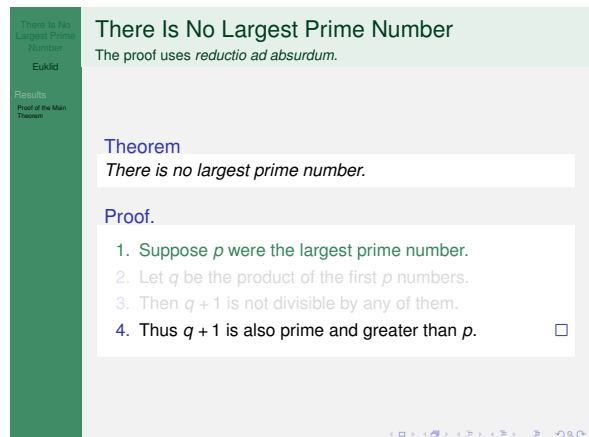 There Is No
Largest Prime
Number
Euklid
Results
Proof of the Main
Theorem
There Is No Largest Prime Number
The proof uses reductio ad absurdum.
Theorem
There is no largest prime number.
Proof.
1. Suppose p were the largest prime number.
2. Let q be the product of the first p numbers.
3. Then q + 1 is not divisible by any of them.
4. Thus q + 1 is also prime and greater than p. □